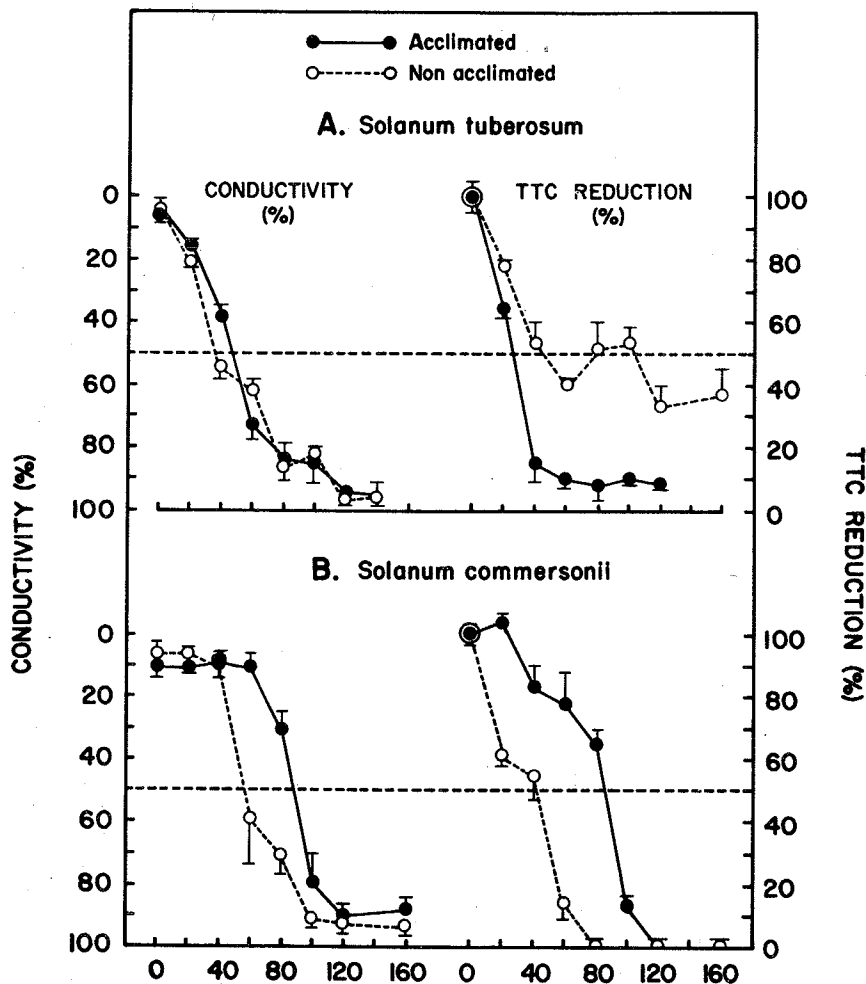 Acclimated
Non acclimated
A. Solanum tuberosum
CONDUCTIVITY (%)
TTC REDUCTION (%)
0
20
40
60
80
100
100
80
60
40
20
0
CONDUCTIVITY (%)
TTC REDUCTION (%)
B. Solanum commersonii
0
20
40
60
80
100
100
80
60
40
20
0
0 40 80 120 160 0 40 80 120 160